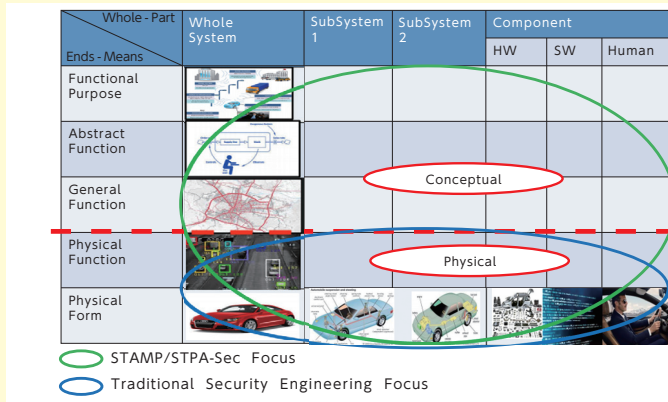 Whole - Part
Ends - Means
Whole
System
SubSystem
1
SubSystem
2
Component
HW
SW
Human
Functional
Purpose
Abstract
Function
General
Function
Conceptual
Physical
Function
Physical
Physical
Form
STAMP/STPA-Sec Focus
Traditional Security Engineering Focus